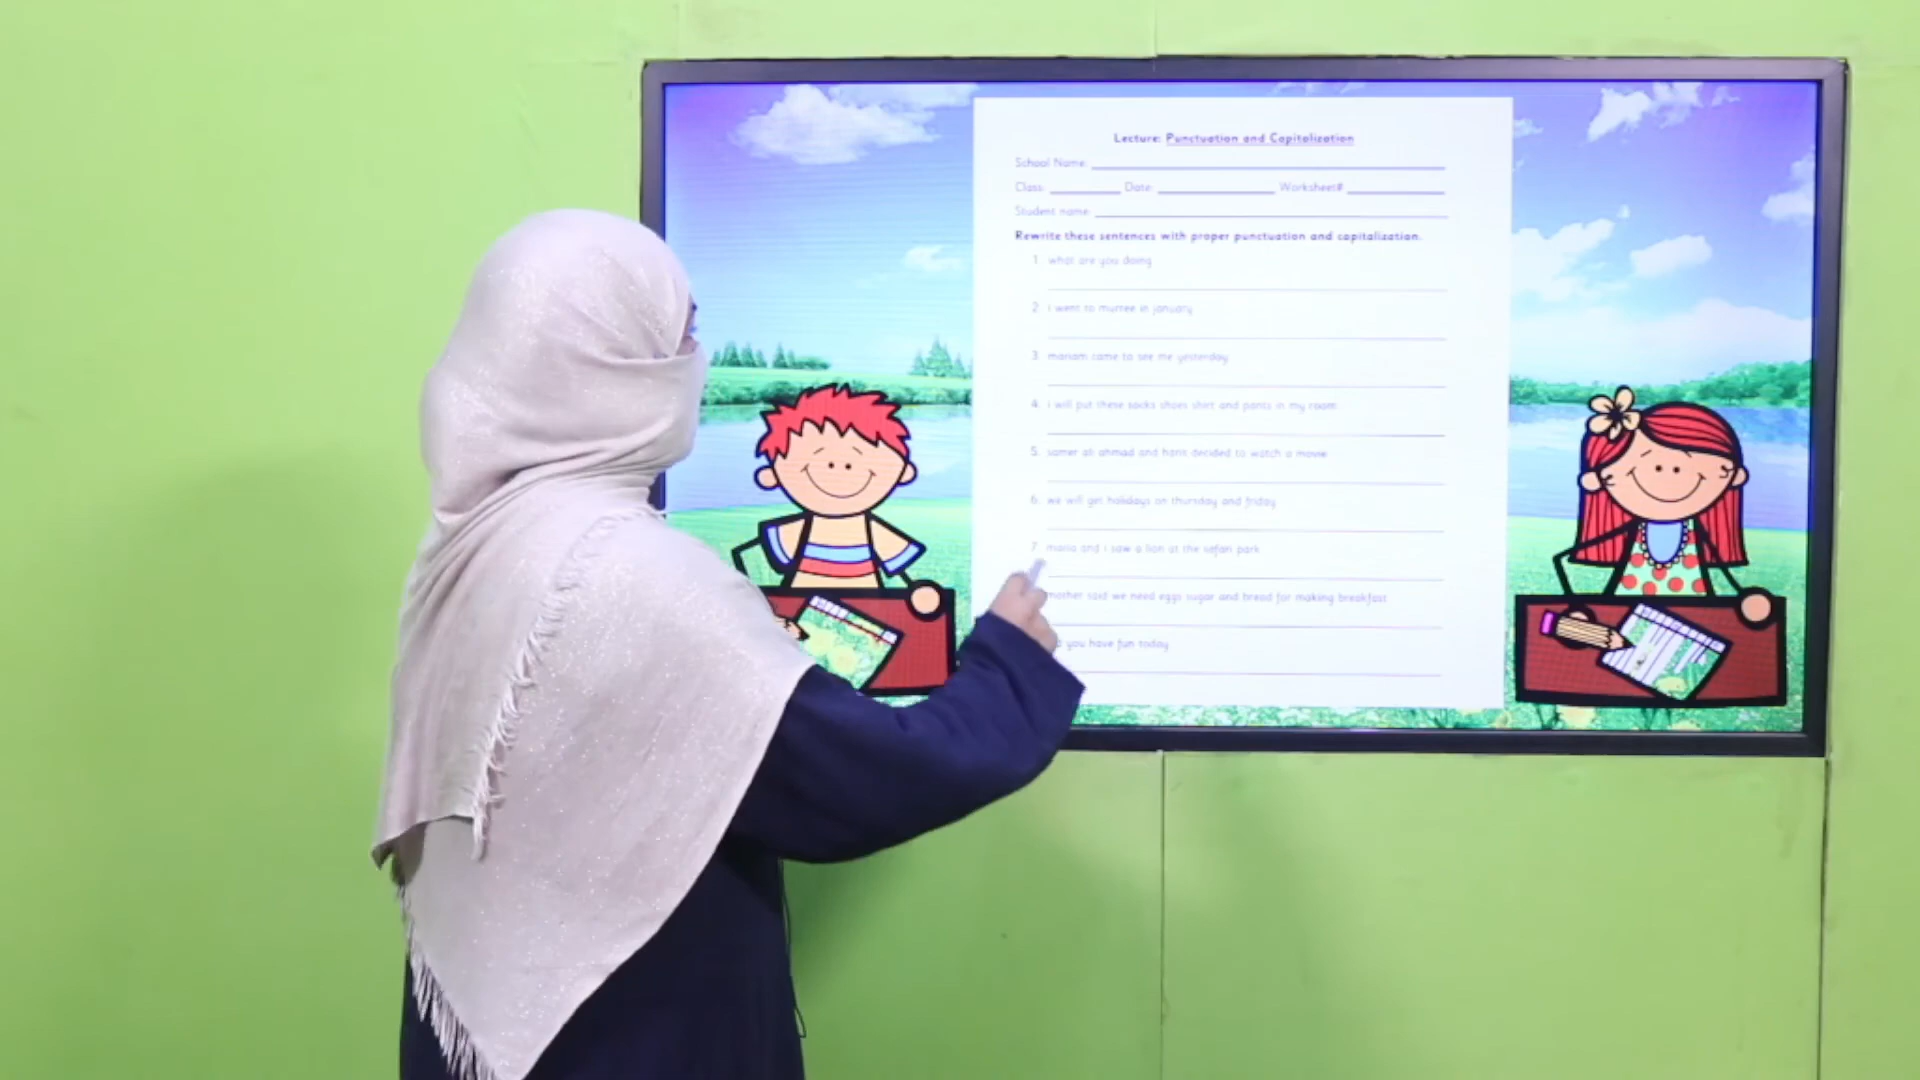 Lecture: Punctuation and Capitalization
School Name:
Class: Date: Worksheet#
Student name:
Rewrite these sentences with proper punctuation and capitalization.
1. what are you doing
2. i went to murree in january
3. mariam came to see me yesterday
4. i will put these socks shoes shirt and pants in my room
5. samer ali ahmad and haris decided to watch a movie
6. we will get holidays on thursday and friday
7. maria and i saw a lion at the safari park
mother said we need eggs sugar and bread for making breakfast
you have fun today